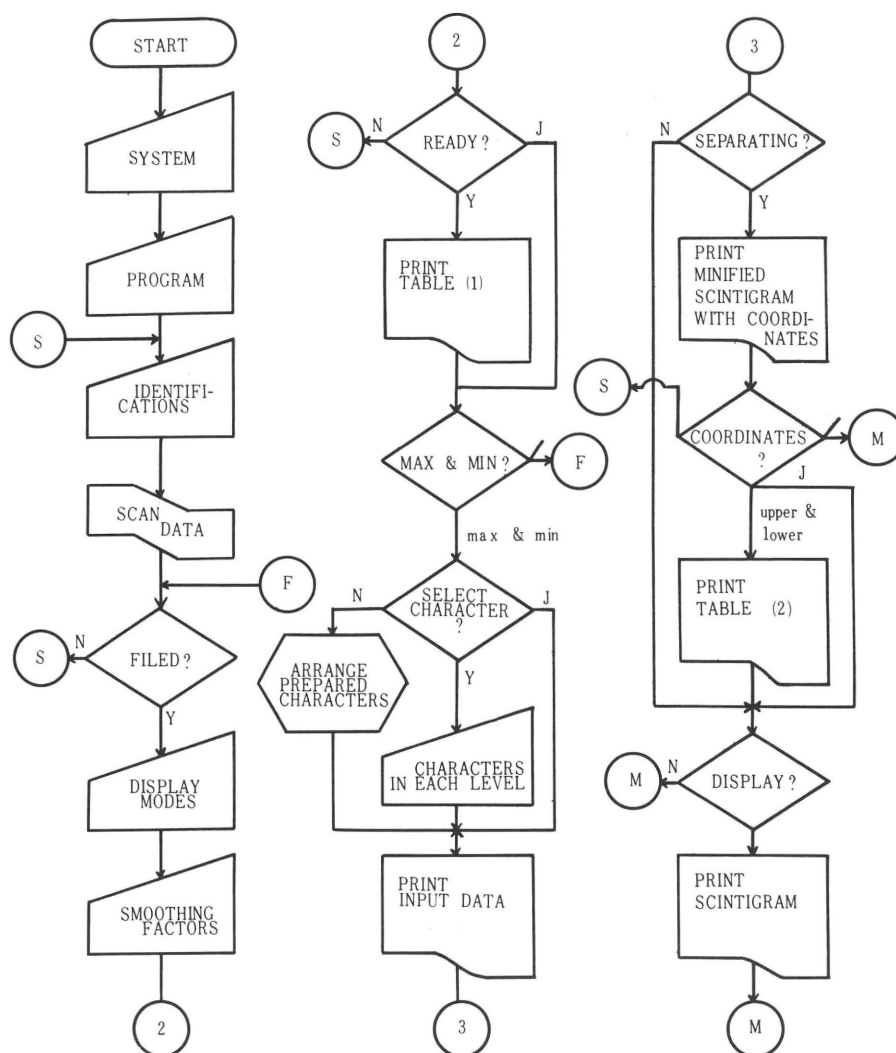 START
SYSTEM
PROGRAM
S
IDENTIFI-
CATIONS
SCAN
DATA
F
FILED?
N
S
Y
DISPLAY
MODES
SMOOTHING
FACTORS
2
2
READY?
N
S
J
Y
PRINT
TABLE (1)
MAX & MIN?
F
max & min
SELECT
CHARACTER
?
N
J
ARRANGE
PREPARED
CHARACTERS
Y
CHARACTERS
IN EACH LEVEL
PRINT
INPUT DATA
3
3
SEPARATING?
N
Y
PRINT
MINIFIED
SCINTIGRAM
WITH COORDI-
NATES
S
COORDINATES
?
M
J
upper &
lower
PRINT
TABLE (2)
DISPLAY?
N
M
PRINT
SCINTIGRAM
M